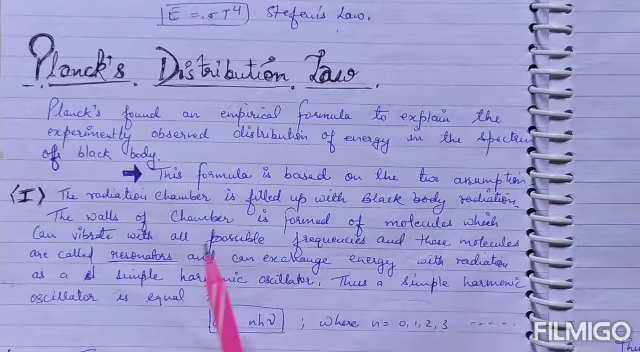 E = σT⁴ Stefen's Law.
Planck's Distribution Law.
Planck's found an empirical formula to explain the
experimently observed distribution of energy in the
of black body.
→ This formula is based on the two assumption
(I) The radiation chamber is filled up with Black body radiation.
The walls of chamber is formed of molecules which
can vibrate with all possible frequencies and these molecules
are called resonators and can exchange energy with radiation
as a simple harmonic oscillator. Thus a simple harmonic
oscillator is equal
nhν ; where n = 0, 1, 2, 3 .....
FILMIGO